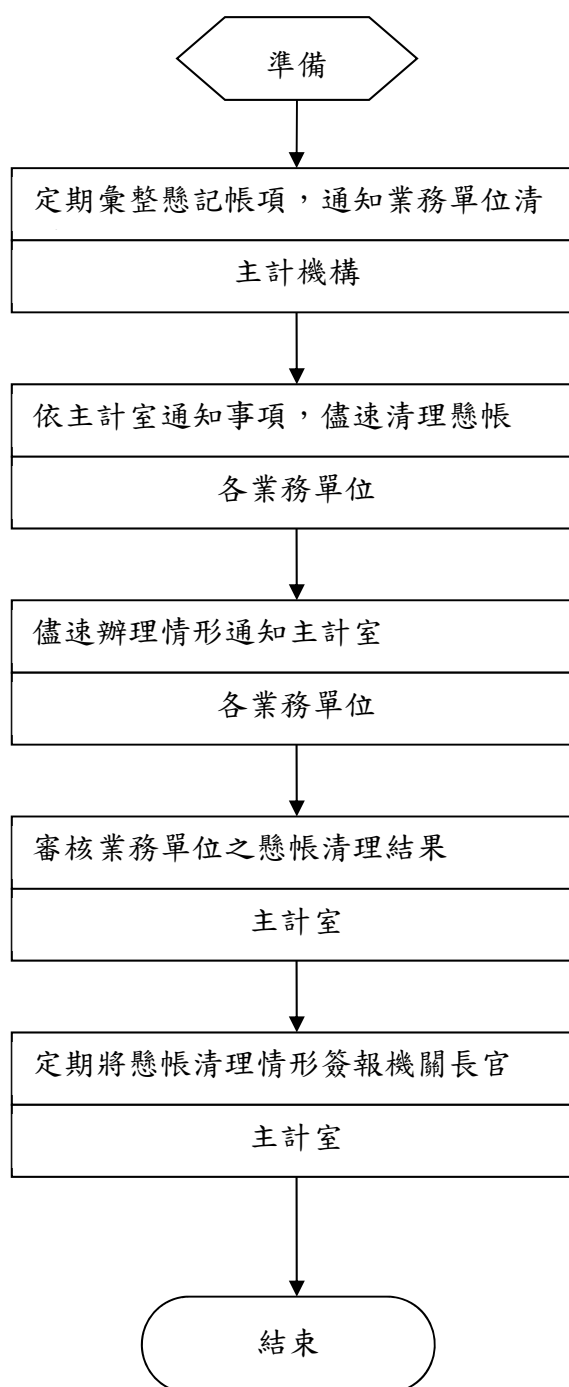 準備
定期彙整懸記帳項，通知業務單位清
主計機構
依主計室通知事項，儘速清理懸帳
各業務單位
儘速辦理情形通知主計室
各業務單位
審核業務單位之懸帳清理結果
主計室
定期將懸帳清理情形簽報機關長官
主計室
結束